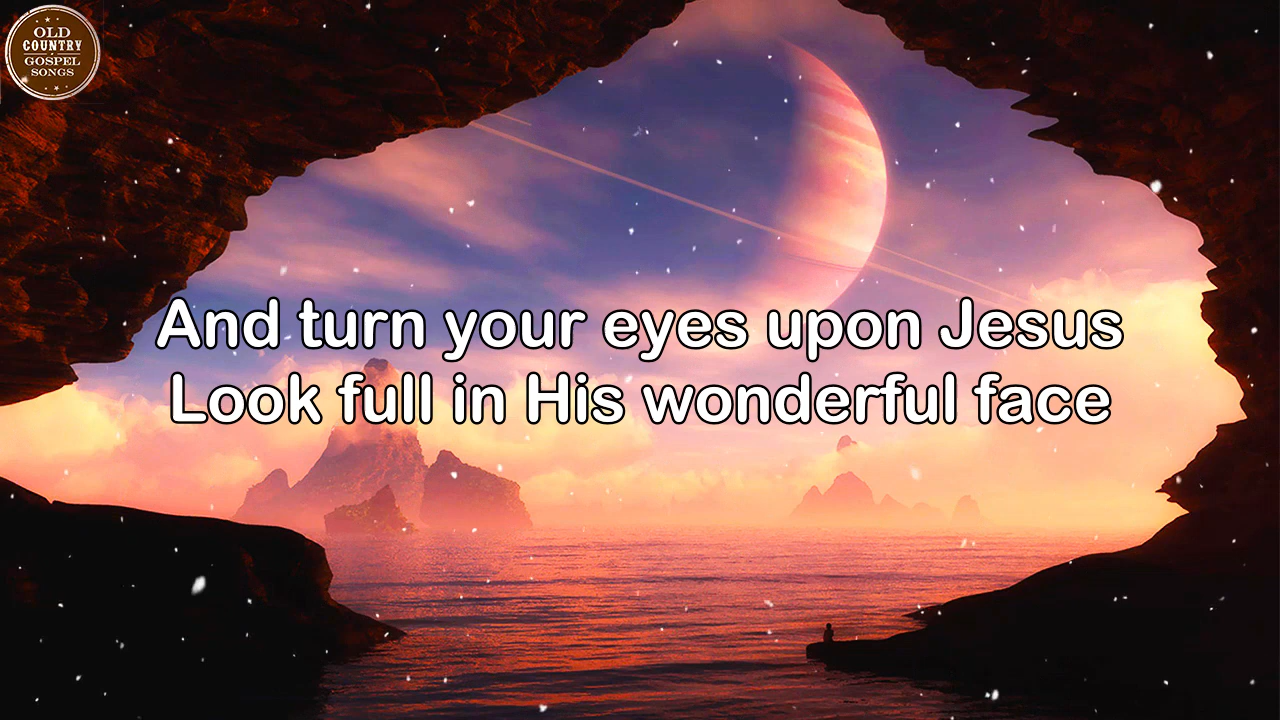 OLD
COUNTRY
GOSPEL
SONGS
And turn your eyes upon Jesus
Look full in His wonderful face